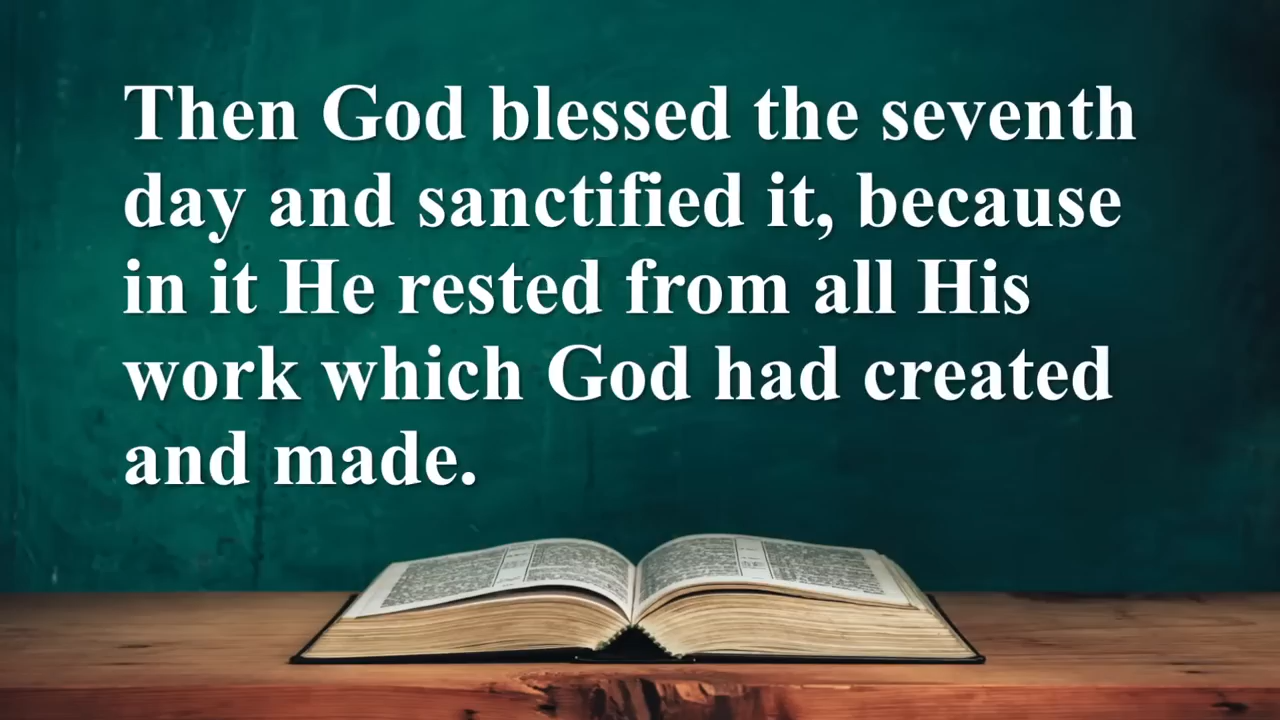 Then God blessed the seventh
day and sanctified it, because
in it He rested from all His
work which God had created
and made.